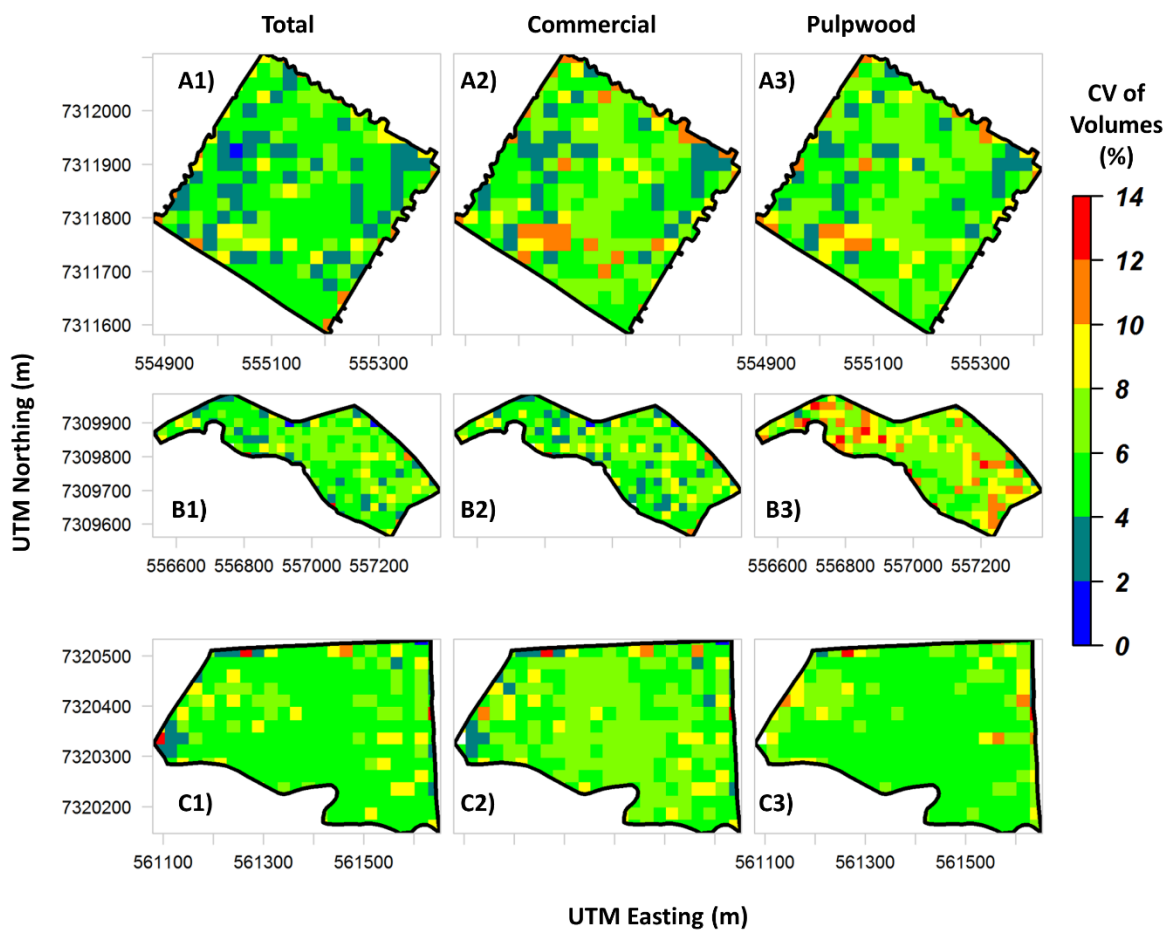 Total Commercial Pulpwood
A1) A2) A3)
CV of
Volumes
(%)
7312000
7311900
7311800
7311700
7311600
554900 555100 555300 554900 555100 555300
14
12
10
8
6
4
2
0
UTM Northing (m)
7309900
7309800
7309700
7309600
B1) B2) B3)
556600 556800 557000 557200 556600 556800 557000 557200
7320500
7320400
7320300
7320200
C1) C2) C3)
561100 561300 561500 561100 561300 561500
UTM Easting (m)